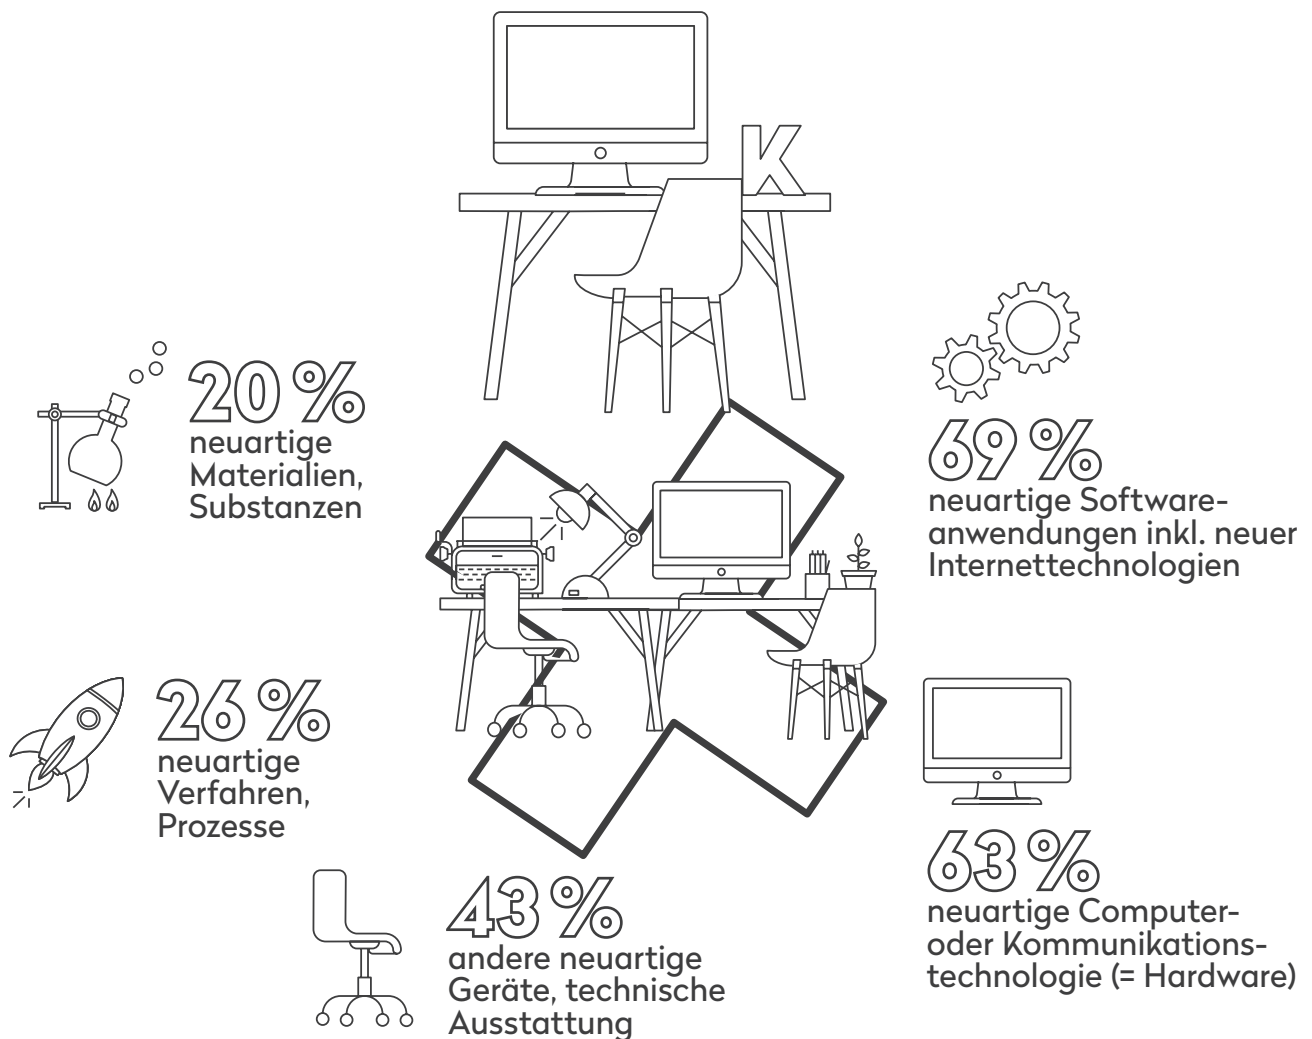 K
20 %
neuartige
Materialien,
Substanzen
69 %
neuartige Software-
anwendungen inkl. neuer
Internettechnologien
26 %
neuartige
Verfahren,
Prozesse
63 %
neuartige Computer-
oder Kommunikations-
technologie (= Hardware)
43 %
andere neuartige
Geräte, technische
Ausstattung